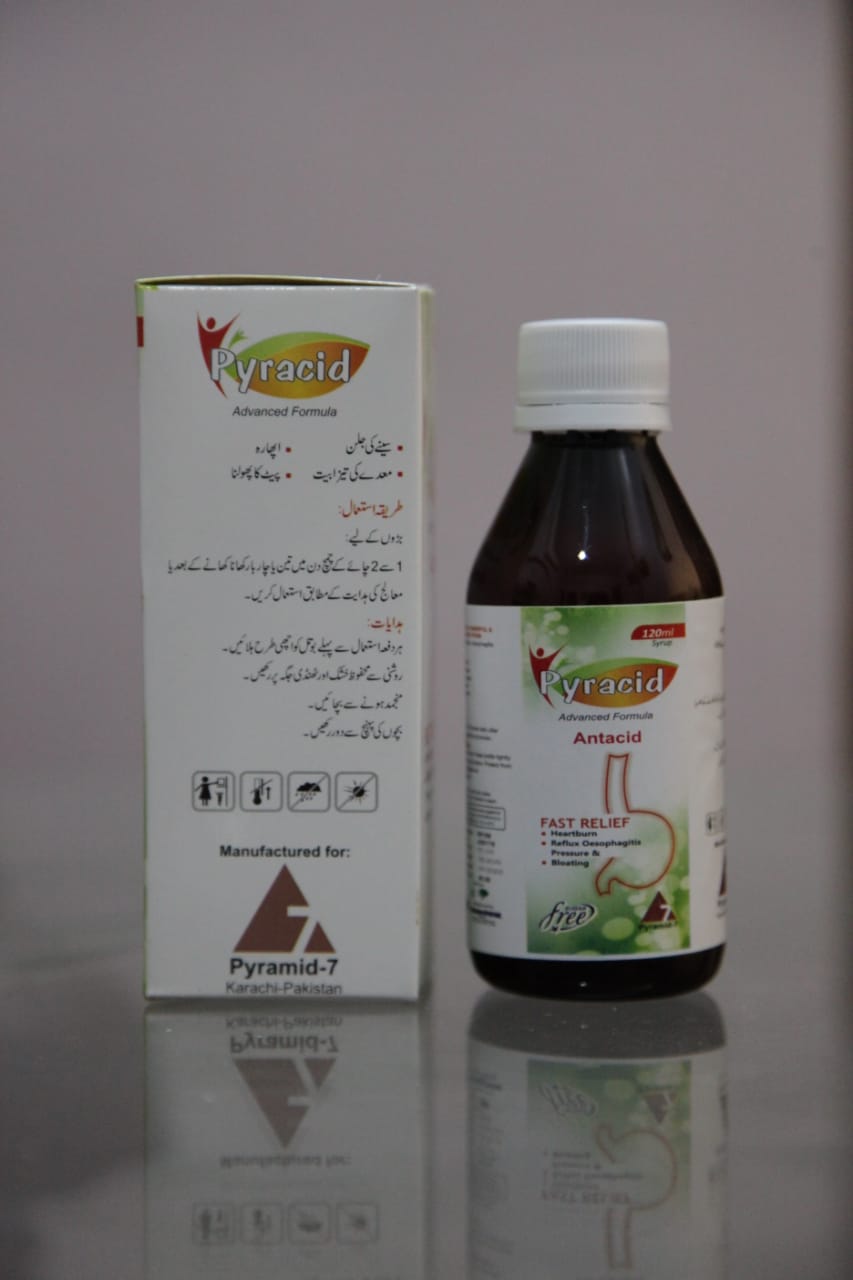 Pyracid
Advanced Formula
سینے کی جلن
اپھارہ
معدے کی تیزابیت
پیٹ کا پھولنا
طریقہ استعمال:
بڑوں کے لیے:
1 سے 2 چائے کے چمچ دن میں تین یا چار بار کھانا کھانے کے بعد یا
معالج کی ہدایت کے مطابق استعمال کریں۔
ہدایات:
ہر دفعہ استعمال سے پہلے بوتل کو اچھی طرح ہلائیں۔
روشنی سے محفوظ خشک اور ٹھنڈی جگہ پر رکھیں۔
منجمد ہونے سے بچائیں۔
بچوں کی پہنچ سے دور رکھیں۔
Manufactured for:
7
Pyramid-7
Karachi-Pakistan
120ml
Syrup
Pyracid
Advanced Formula
Antacid
FAST RELIEF
Heartburn
Reflux Oesophagitis
Pressure &
Bloating
free
7
Pyramid-7